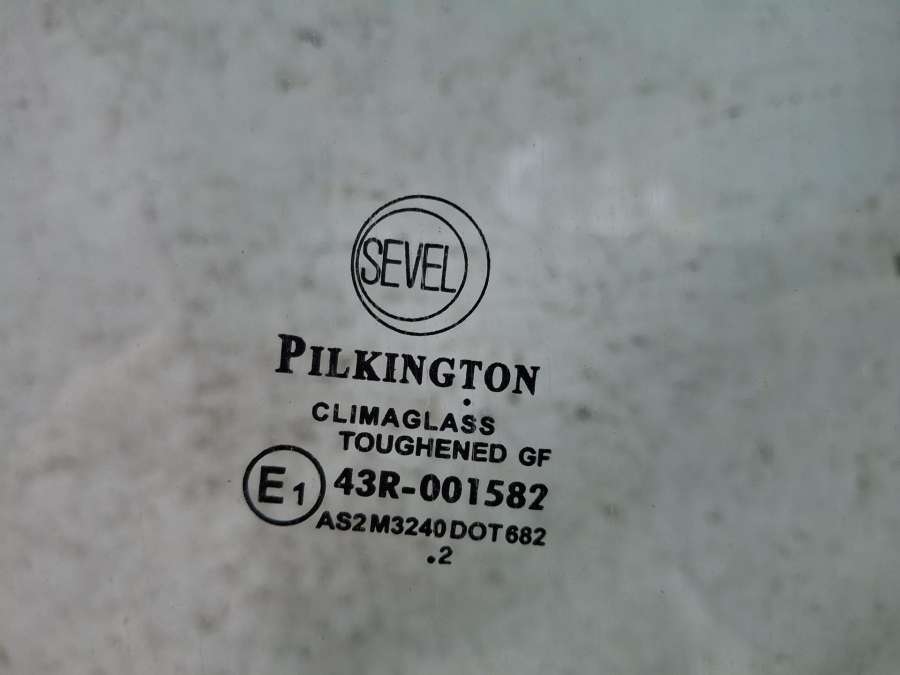 SEVEL
PILKINGTON
CLIMAGLASS
TOUGHENED GF
E1 43R-001582
AS2 M3240 DOT 682
.2